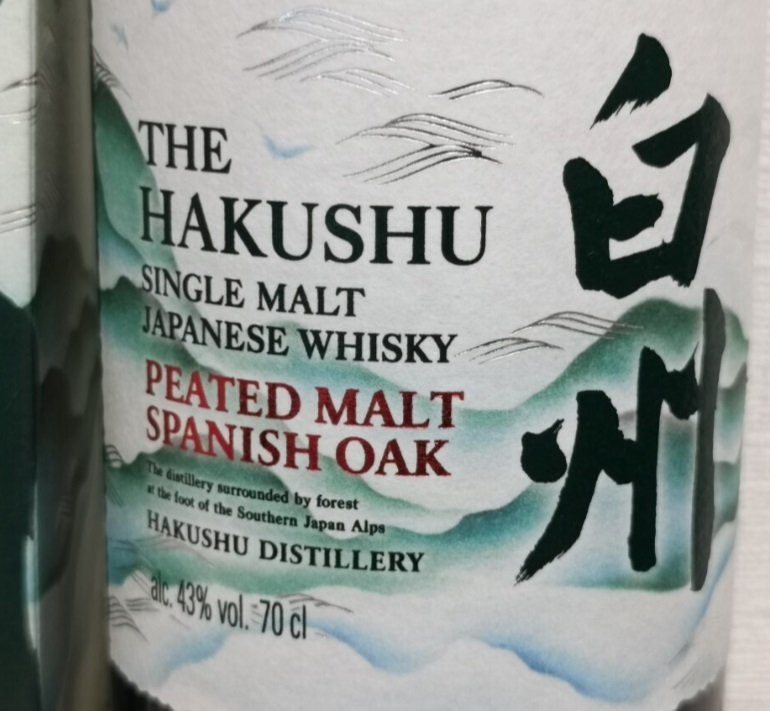 THE
HAKUSHU
SINGLE MALT
JAPANESE WHISKY
PEATED MALT
SPANISH OAK
The distillery surrounded by forest
at the foot of the Southern Japan Alps
HAKUSHU DISTILLERY
alc. 43% vol. 70 cl
白州